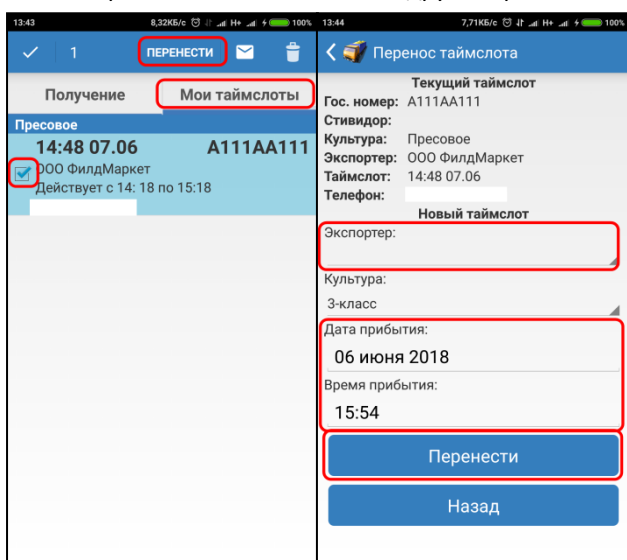 13:43 8,32КБ/с H+ 100%
1 ПЕРЕНЕСТИ
Получение Мои таймслоты
Пресовое
14:48 07.06 А111АА111
ООО ФилдМаркет
Действует с 14: 18 по 15:18
13:44 7,71КБ/с H+ 100%
Перенос таймслота
Текущий таймслот
Гос. номер: А111АА111
Стивидор:
Культура: Пресовое
Экспортер: ООО ФилдМаркет
Таймслот: 14:48 07.06
Телефон:
Новый таймслот
Экспортер:
Культура:
3-класс
Дата прибытия:
06 июня 2018
Время прибытия:
15:54
Перенести
Назад